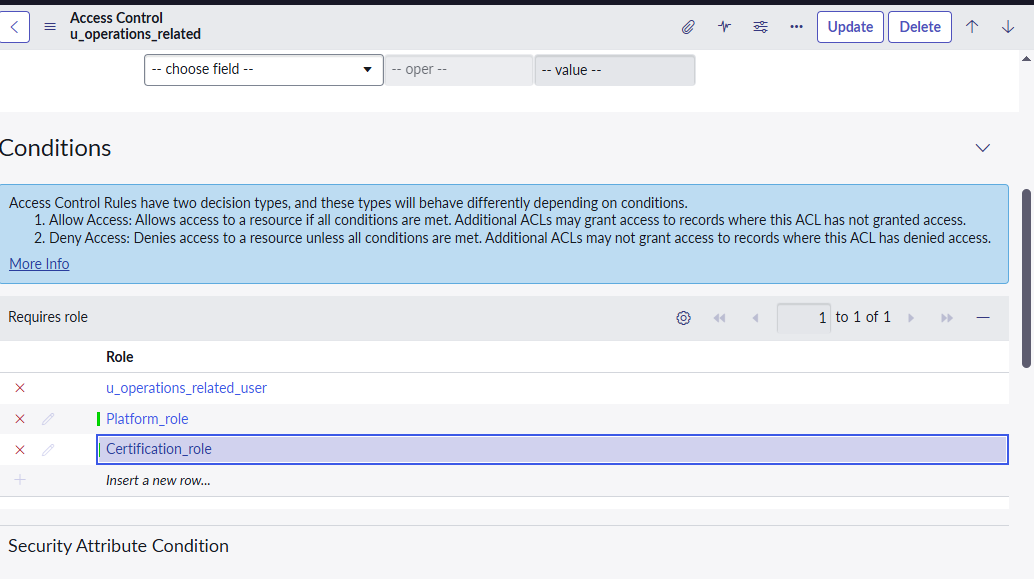 Access Control
u_operations_related
Update
Delete
-- choose field --
-- oper --
-- value --
Conditions
Access Control Rules have two decision types, and these types will behave differently depending on conditions.
1. Allow Access: Allows access to a resource if all conditions are met. Additional ACLs may grant access to records where this ACL has not granted access.
2. Deny Access: Denies access to a resource unless all conditions are met. Additional ACLs may not grant access to records where this ACL has denied access.
More Info
Requires role
1 to 1 of 1
Role
u_operations_related_user
Platform_role
Certification_role
Insert a new row...
Security Attribute Condition